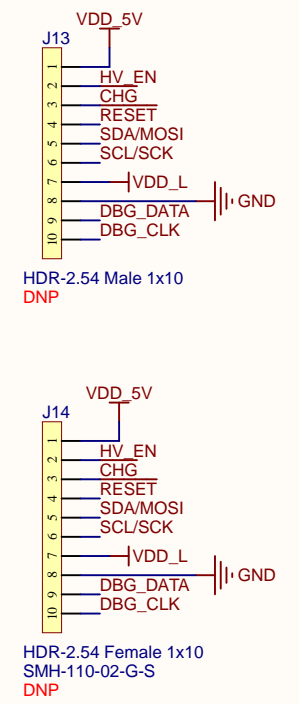 VDD_5V
J13
1
2
HV_EN
3
CHG
4
RESET
5
SDA/MOSI
6
SCL/SCK
7
VDD_L
8
GND
9
DBG_DATA
10
DBG_CLK
HDR-2.54 Male 1x10
DNP
VDD_5V
J14
1
2
HV_EN
3
CHG
4
RESET
5
SDA/MOSI
6
SCL/SCK
7
VDD_L
8
GND
9
DBG_DATA
10
DBG_CLK
HDR-2.54 Female 1x10
SMH-110-02-G-S
DNP